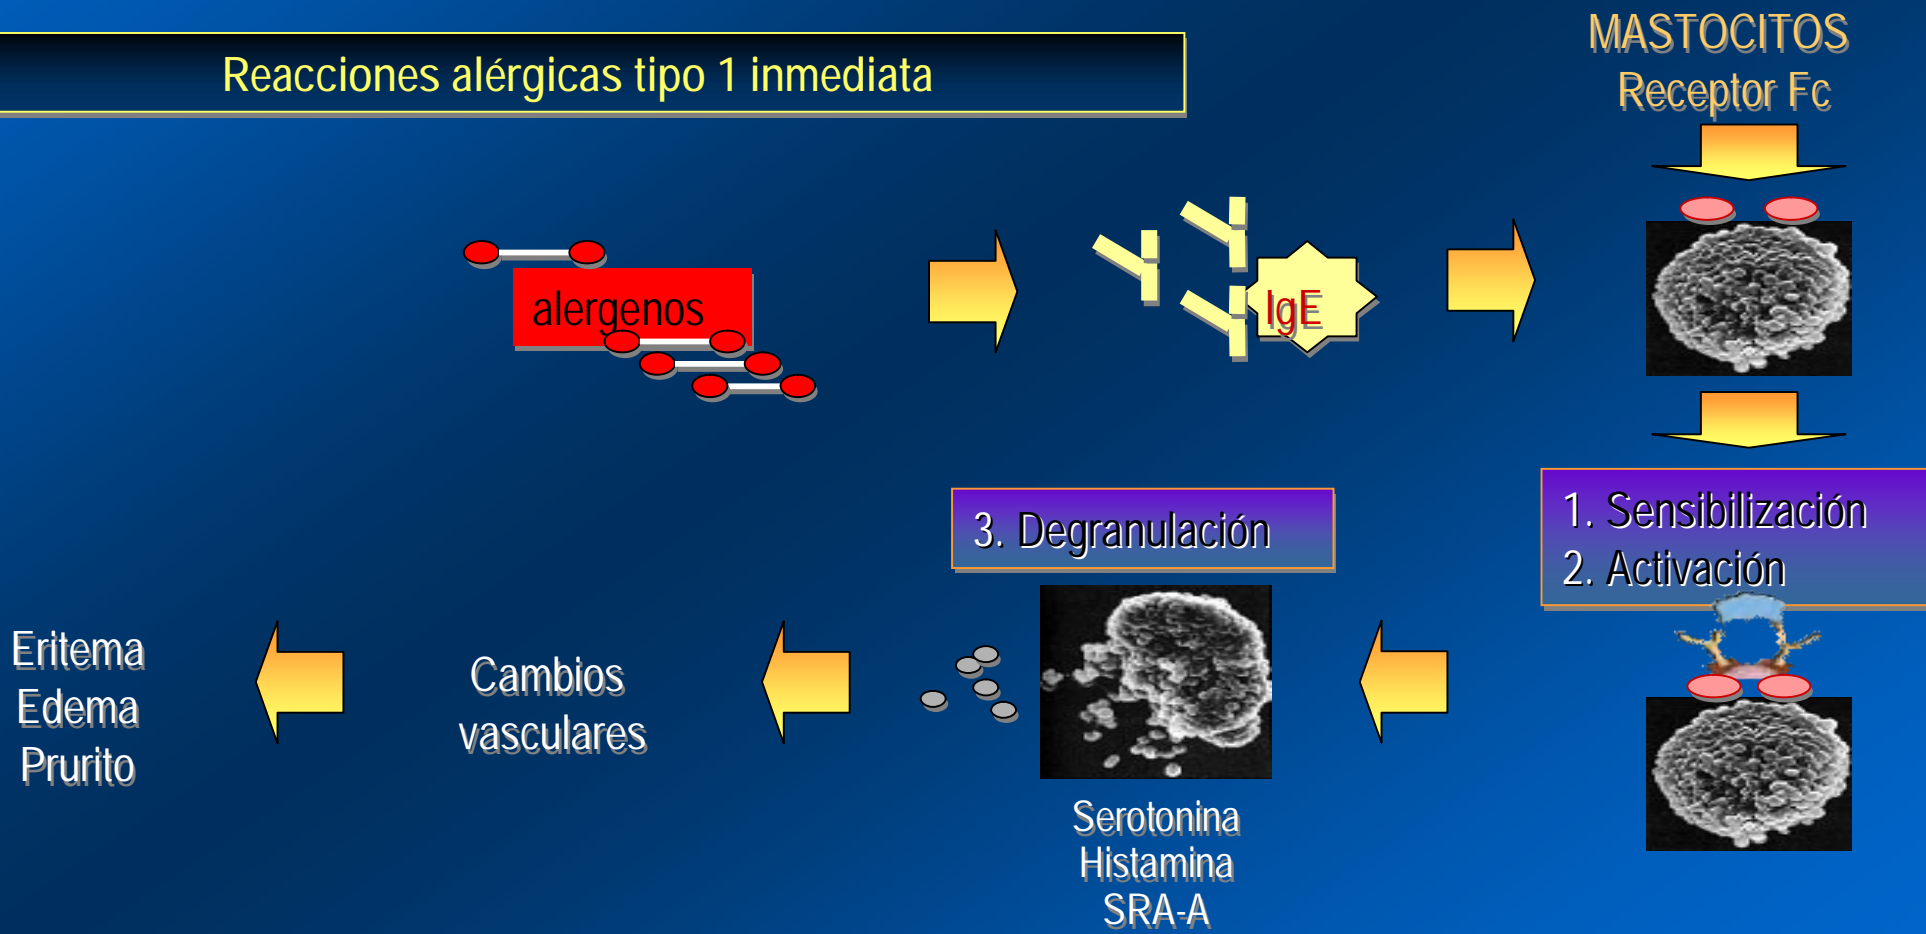 Reacciones alérgicas tipo 1 inmediata
MASTOCITOS
Receptor Fc
alergenos
IgE
1. Sensibilización
2. Activación
3. Degranulación
Serotonina
Histamina
SRA-A
Cambios
vasculares
Eritema
Edema
Prurito